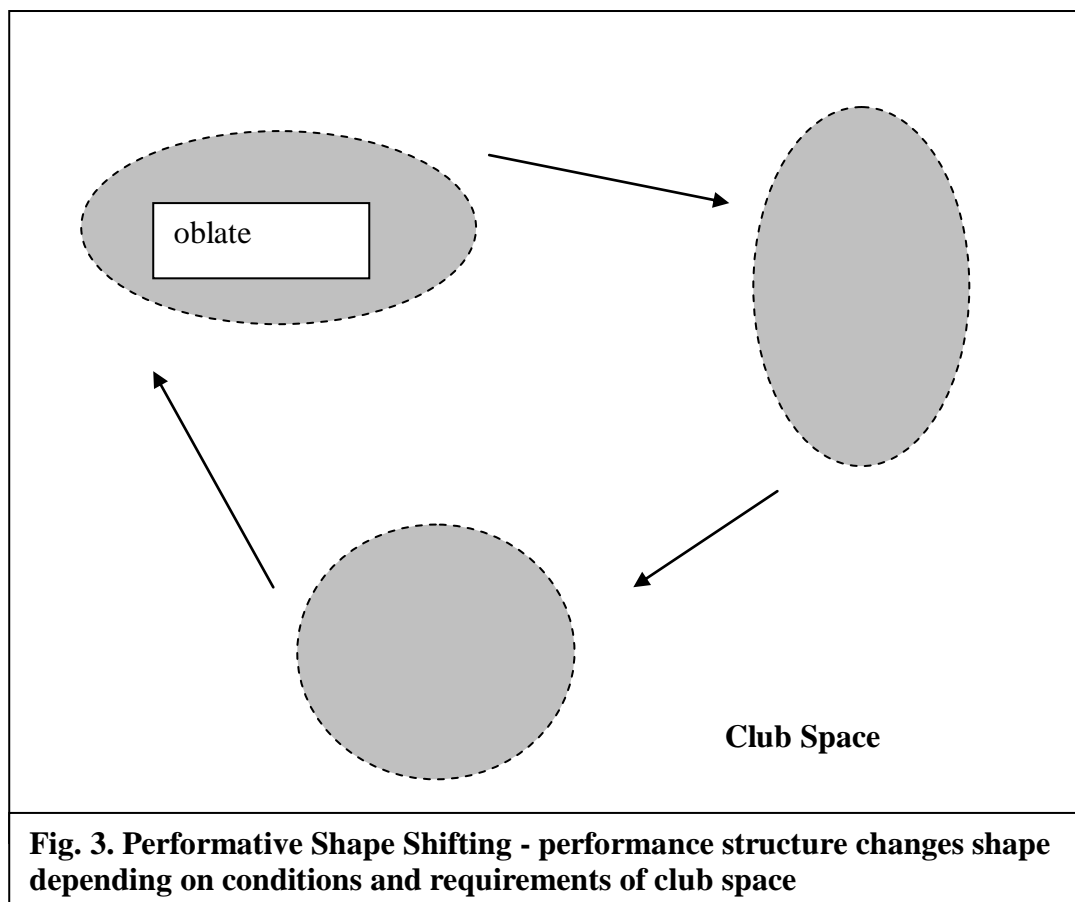 oblate
Club Space
Fig. 3. Performative Shape Shifting - performance structure changes shape
depending on conditions and requirements of club space